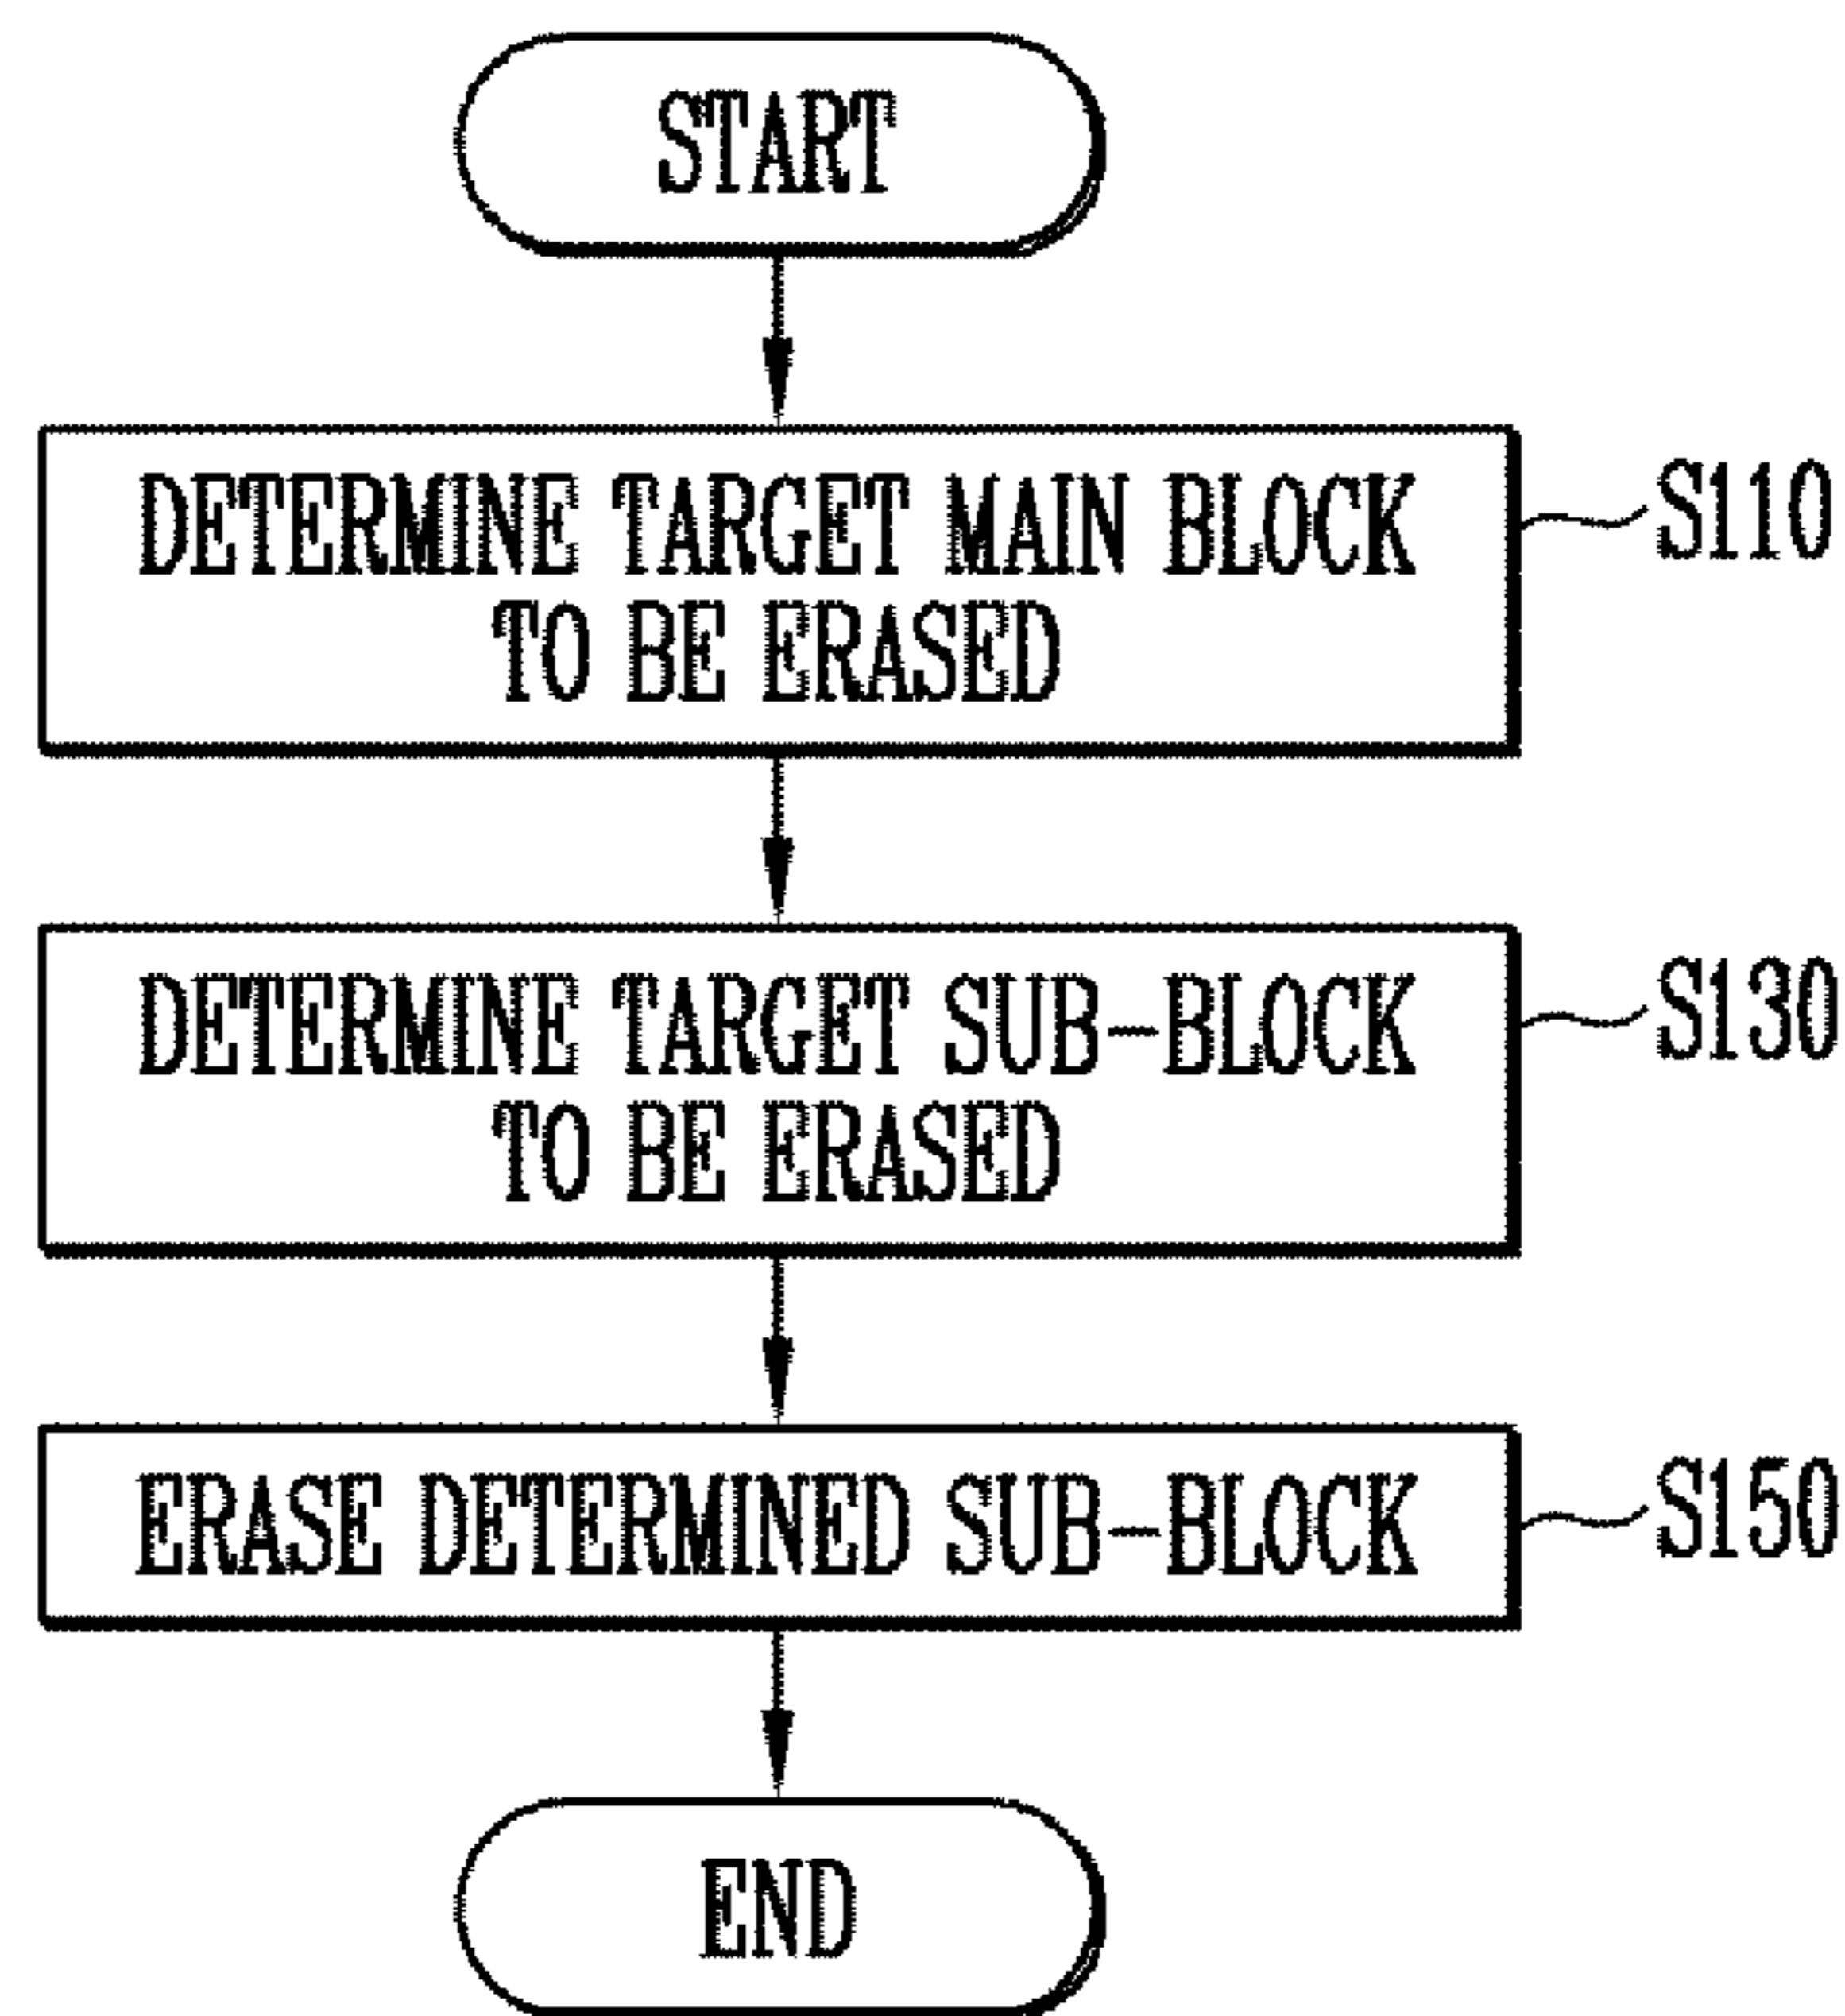 START
DETERMINE TARGET MAIN BLOCK
TO BE ERASED
S110
DETERMINE TARGET SUB-BLOCK
TO BE ERASED
S130
ERASE DETERMINED SUB-BLOCK
S150
END